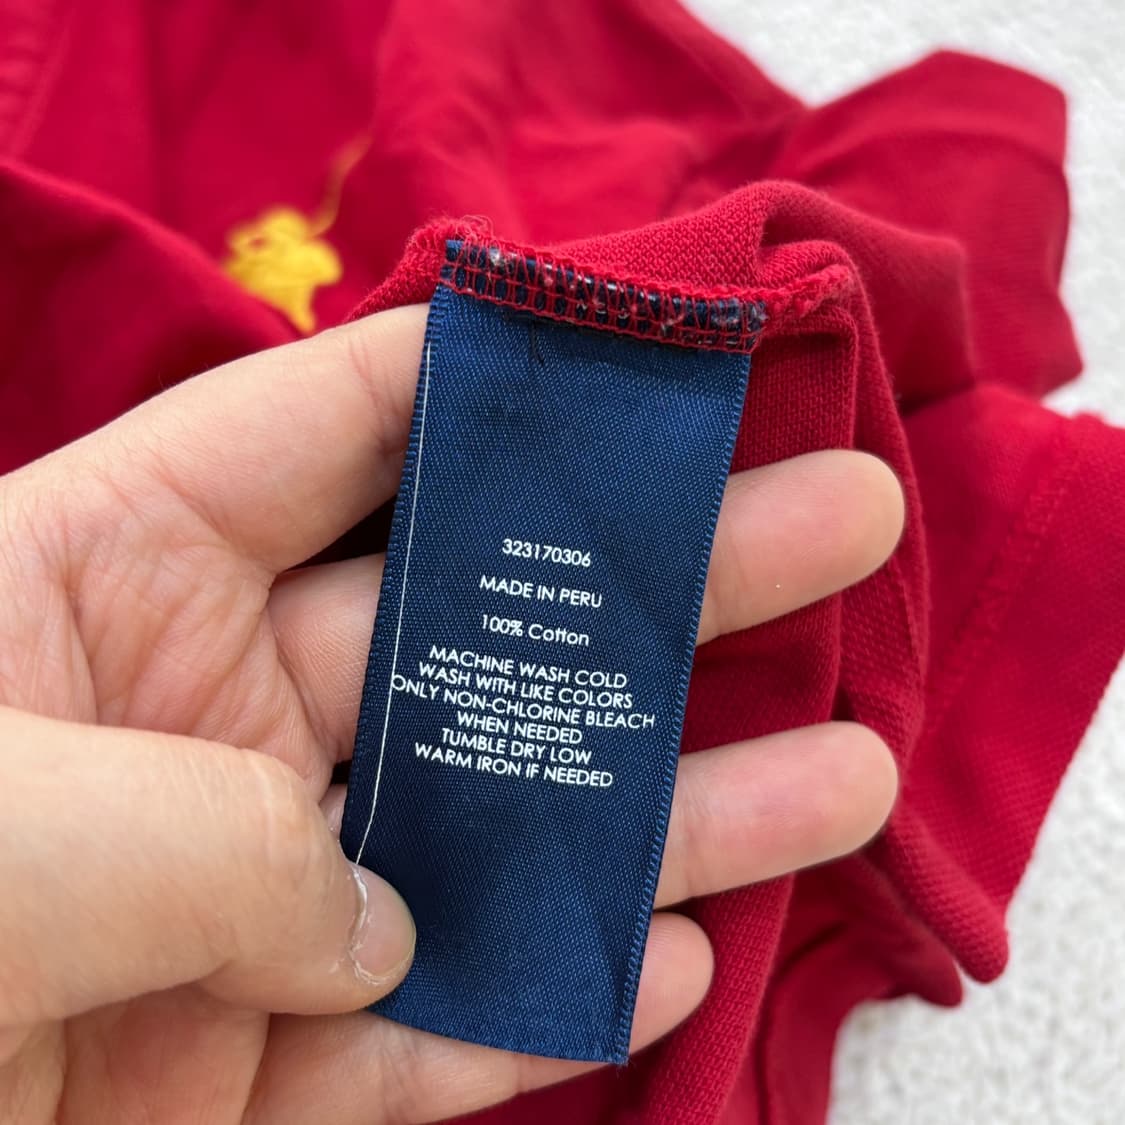 323170306
MADE IN PERU
100% Cotton
MACHINE WASH COLD
WASH WITH LIKE COLORS
ONLY NON-CHLORINE BLEACH
WHEN NEEDED
TUMBLE DRY LOW
WARM IRON IF NEEDED